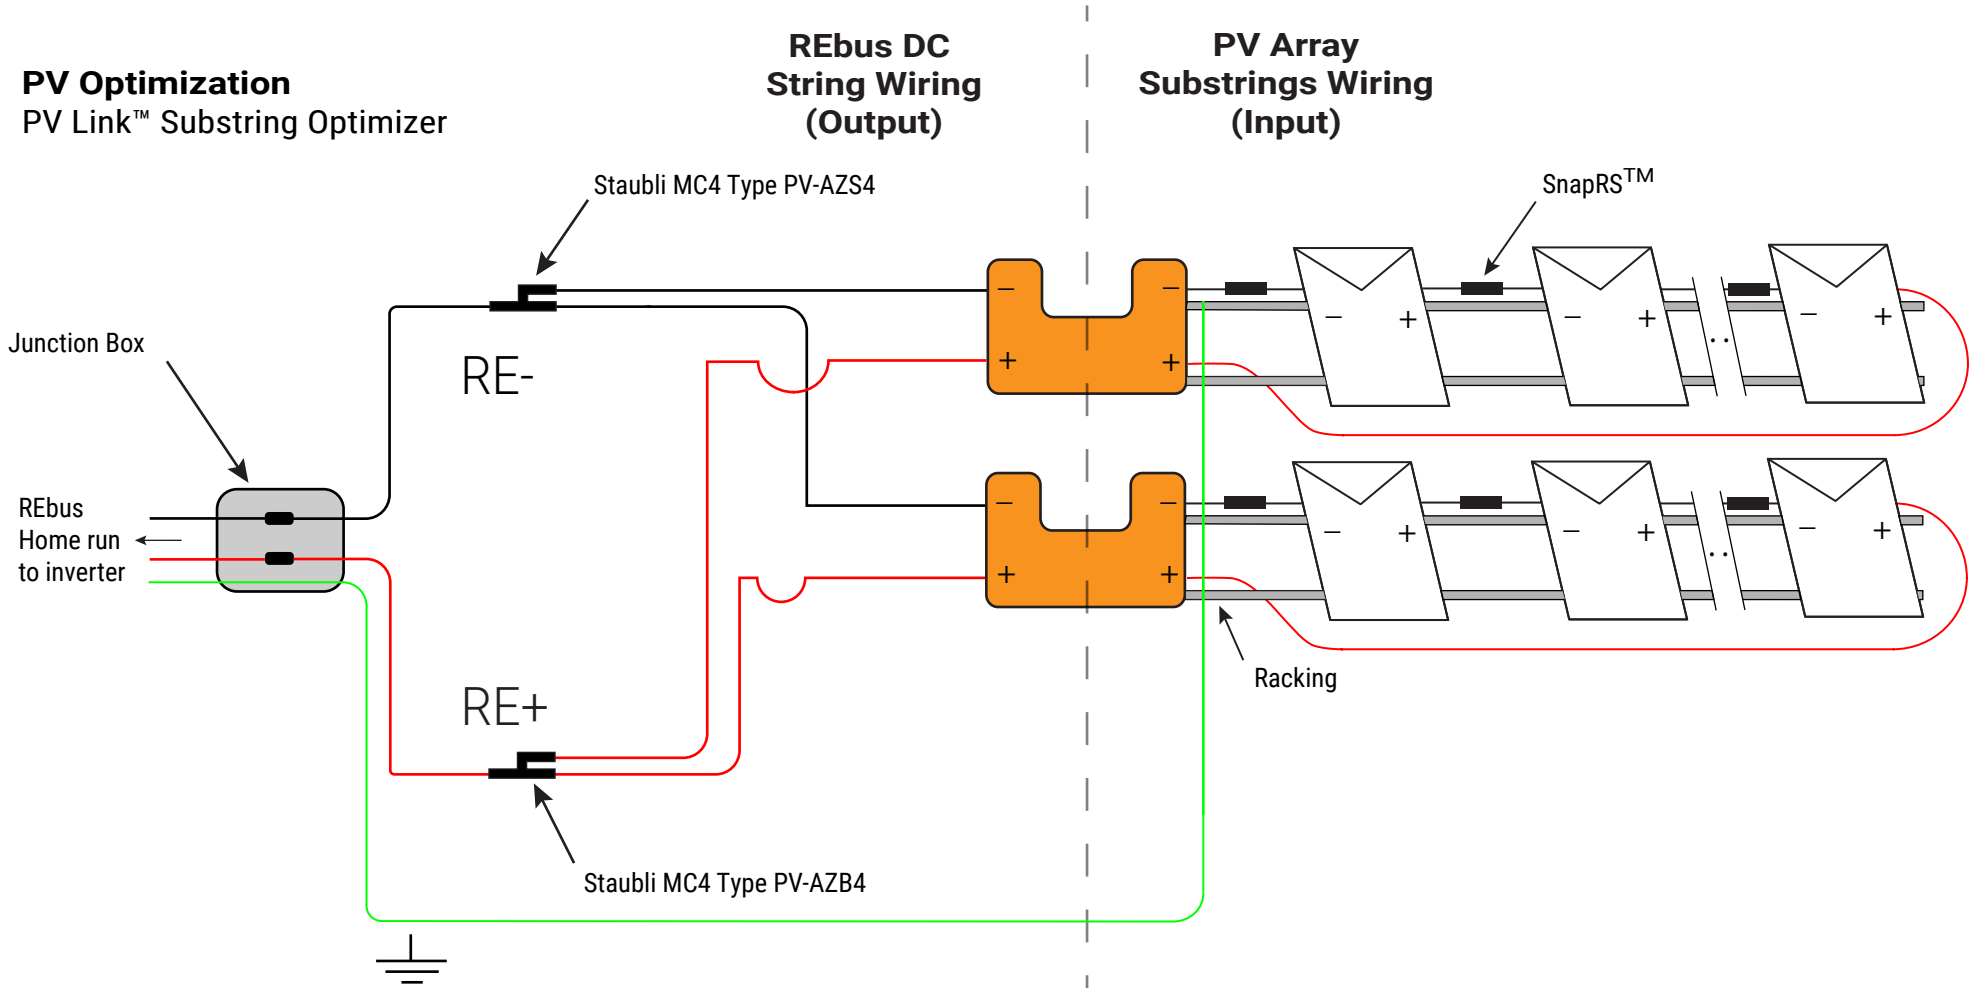 PV Optimization
PV Link™ Substring Optimizer
REbus DC
String Wiring
(Output)
PV Array
Substrings Wiring
(Input)
Staubli MC4 Type PV-AZS4
SnapRS™
Junction Box
RE-
REbus
Home run
to inverter
RE+
Staubli MC4 Type PV-AZB4
Racking
− − − + − + − +
+ +
− − − + − + − +
+ +